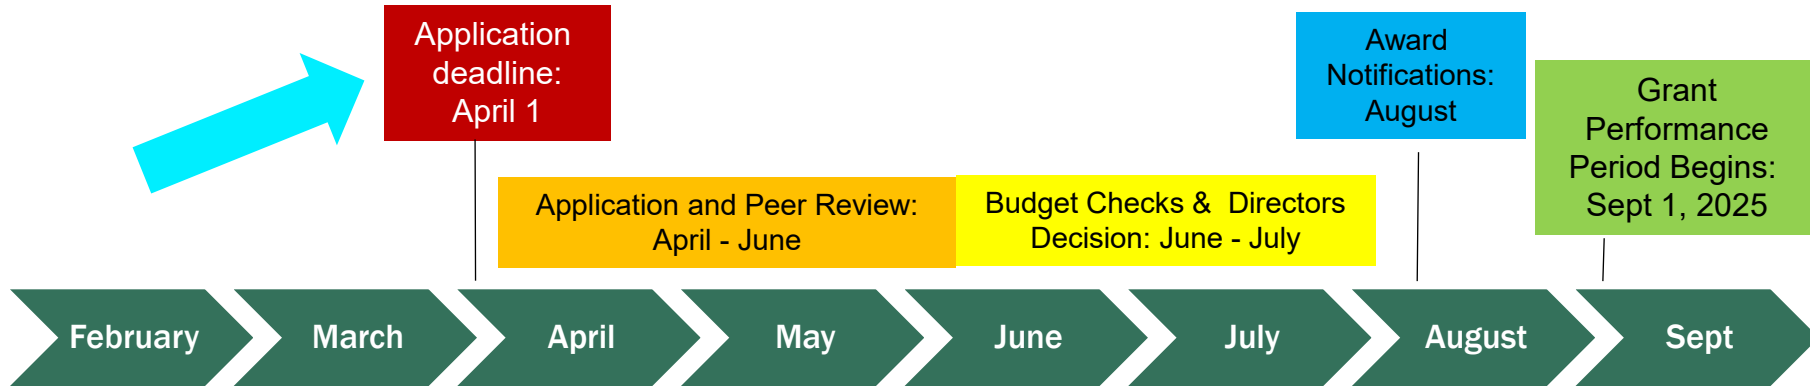 Application
deadline:
April 1
Award
Notifications:
August
Grant
Performance
Period Begins:
Sept 1, 2025
Application and Peer Review:
April - June
Budget Checks & Directors
Decision: June - July
February
March
April
May
June
July
August
Sept